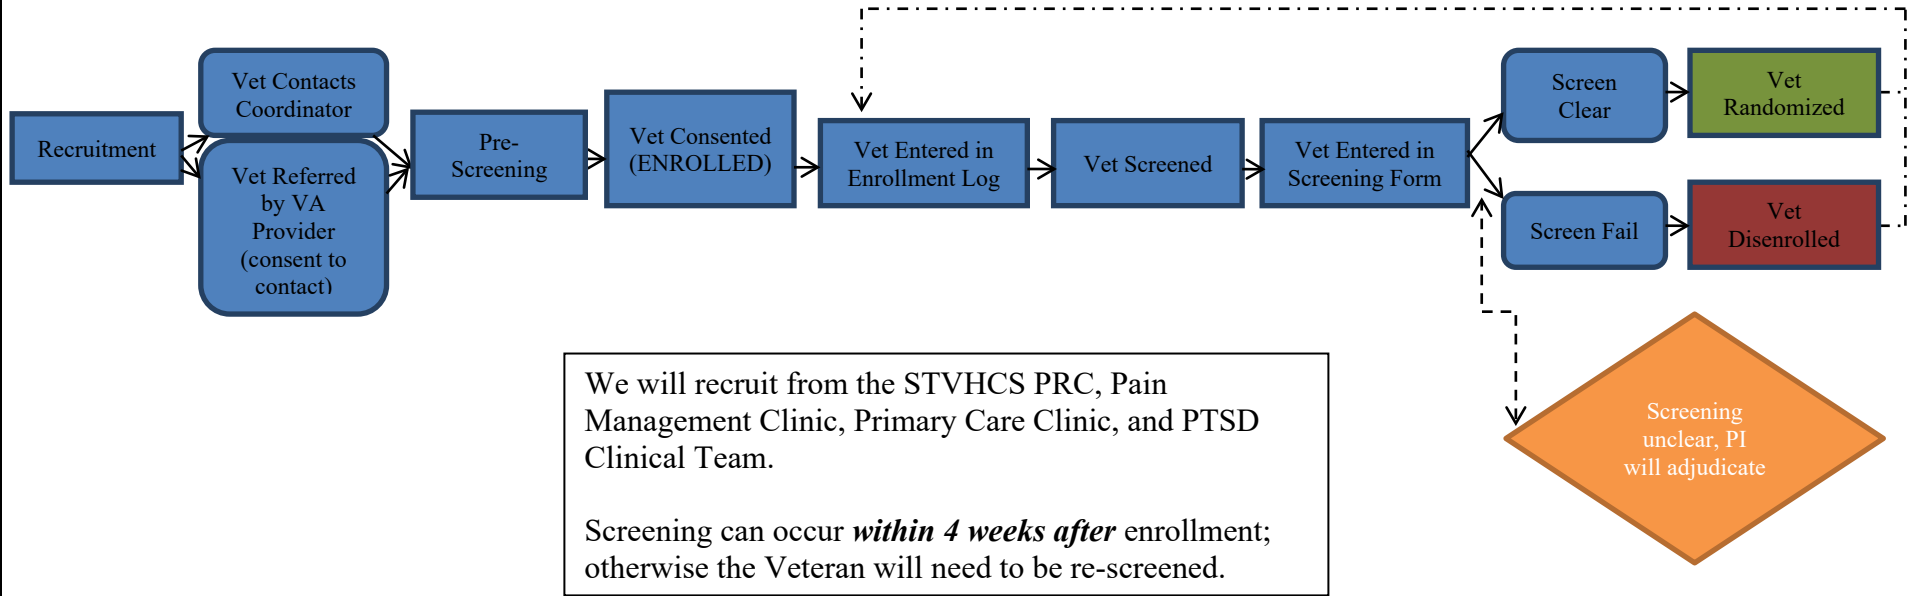 Recruitment
Vet Contacts
Coordinator
Vet Referred
by VA
Provider
(consent to
contact)
Pre-
Screening
Vet Consented
(ENROLLED)
Vet Entered in
Enrollment Log
Vet Screened
Vet Entered in
Screening Form
Screen
Clear
Vet
Randomized
Screen Fail
Vet
Disenrolled
Screening
unclear, PI
will adjudicate
We will recruit from the STVHCS PRC, Pain
Management Clinic, Primary Care Clinic, and PTSD
Clinical Team.
Screening can occur within 4 weeks after enrollment;
otherwise the Veteran will need to be re-screened.